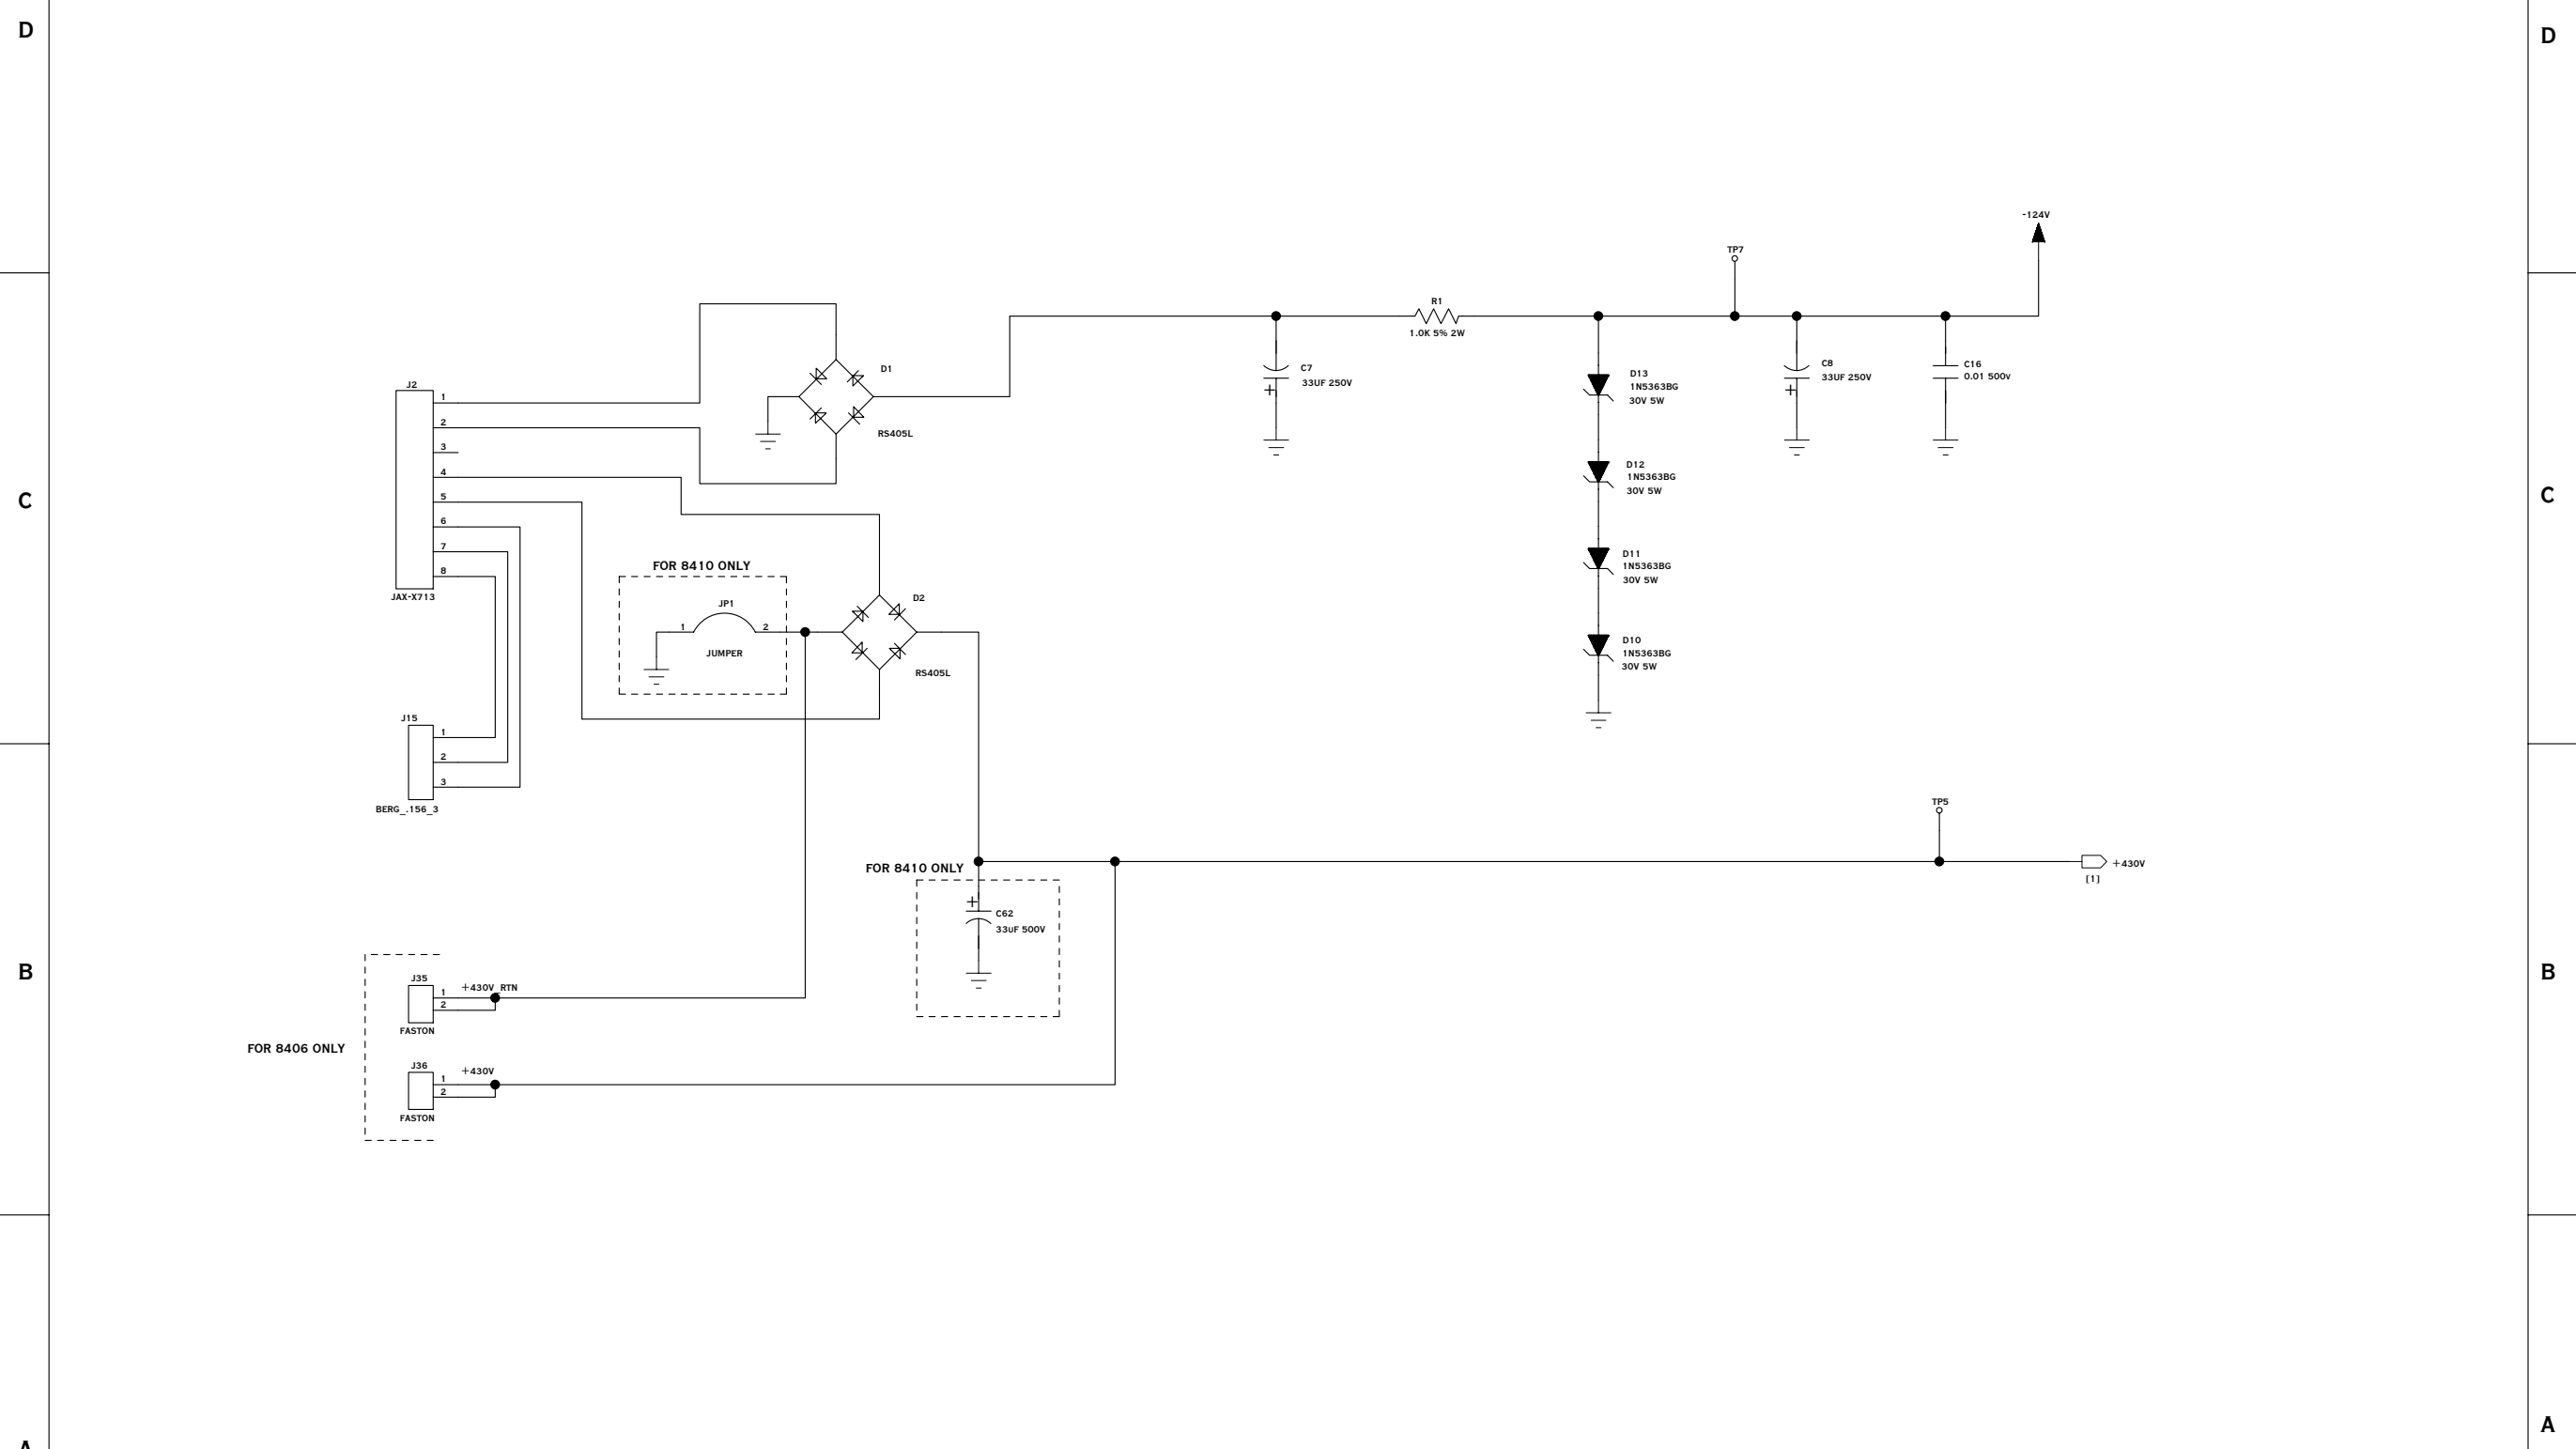 D
D
-124V
TP7
R1
1.0K 5% 2W
D1
C7
33UF 250V
C8
33UF 250V
C16
0.01 500v
D13
1N5363BG
30V 5W
J2
1
2
3
4
5
6
7
8
JAX-X713
RS405L
D12
1N5363BG
30V 5W
C
C
FOR 8410 ONLY
JP1
1
2
JUMPER
D2
RS405L
D11
1N5363BG
30V 5W
D10
1N5363BG
30V 5W
J15
1
2
3
BERG_.156_3
TP5
FOR 8410 ONLY
+430V
[1]
+
C62
33uF 500V
B
B
J35
1
2
+430V_RTN
FASTON
FOR 8406 ONLY
J36
1
2
+430V
FASTON
A
A